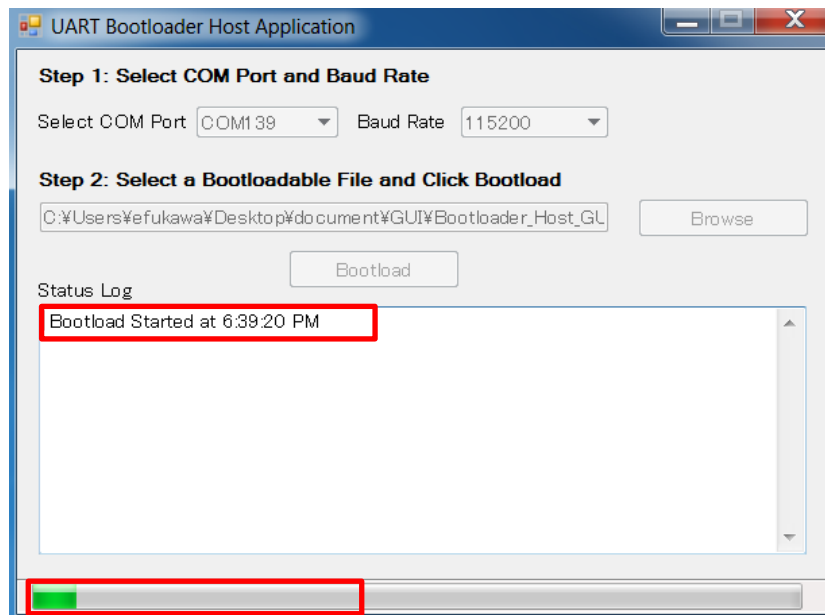 UART Bootloader Host Application
Step 1: Select COM Port and Baud Rate
Select COM Port COM139 Baud Rate 115200
Step 2: Select a Bootloadable File and Click Bootload
C:¥Users¥efukawa¥Desktop¥document¥GUI¥Bootloader_Host_GU Browse
Bootload
Status Log
Bootload Started at 6:39:20 PM